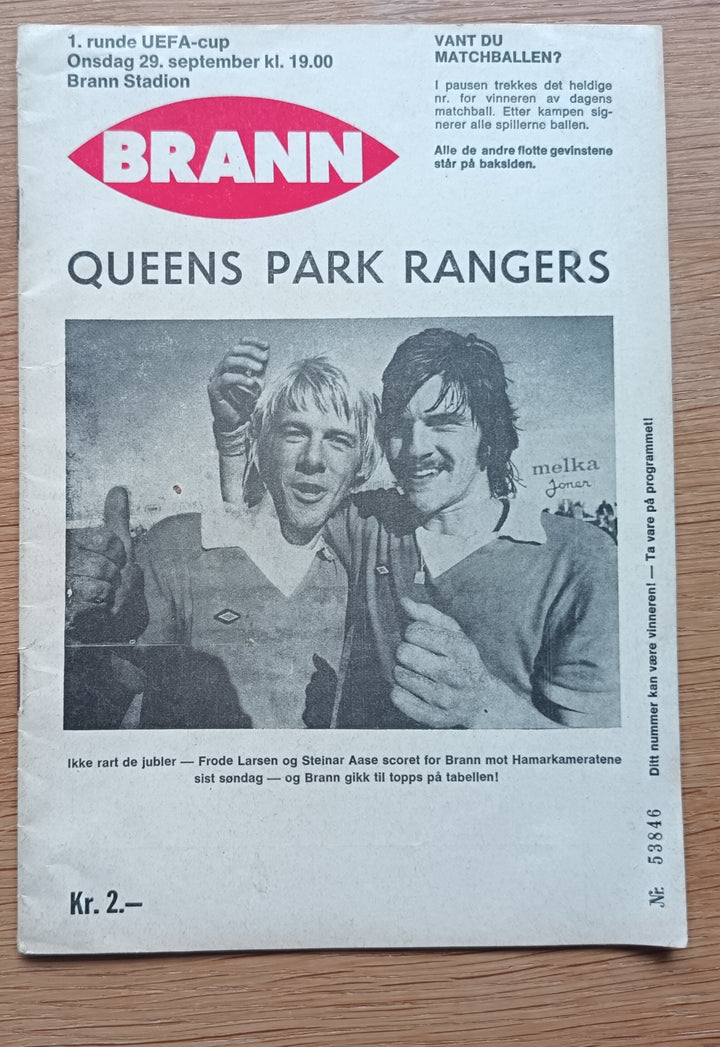 1. runde UEFA-cup
Onsdag 29. september kl. 19.00
Brann Stadion
VANT DU
MATCHBALLEN?
I pausen trekkes det heldige
nr. for vinneren av dagens
matchball. Etter kampen sig-
nerer alle spillerne ballen.
Alle de andre flotte gevinstene
står på baksiden.
BRANN
QUEENS PARK RANGERS
melka
Joner
Ikke rart de jubler — Frode Larsen og Steinar Aase scoret for Brann mot Hamarkameratene
sist søndag — og Brann gikk til topps på tabellen!
Kr. 2.—
Nr. 53846 Ditt nummer kan være vinneren! — Ta vare på programmet!